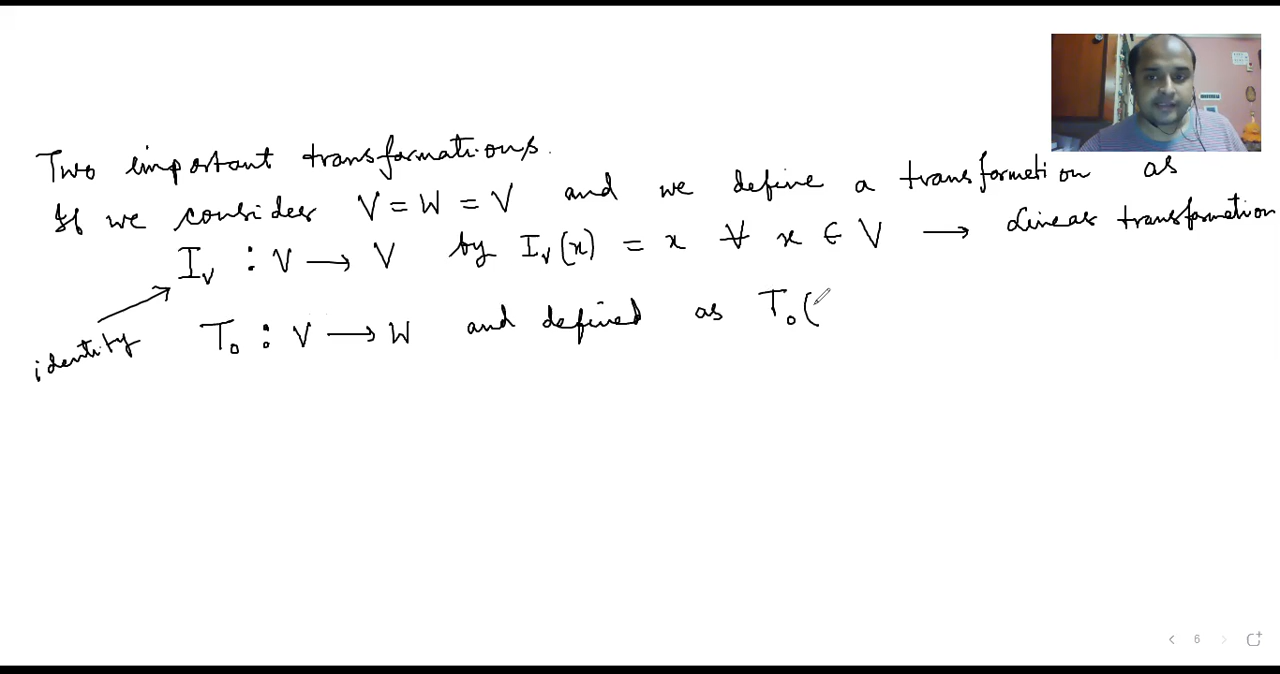 Two important transformations.
If we consider V = W = V and we define a transformation as
I_V : V → V by I_V(x) = x ∀ x ∈ V → Linear transformation
identity
T_0 : V → W and defined as T_0(
6